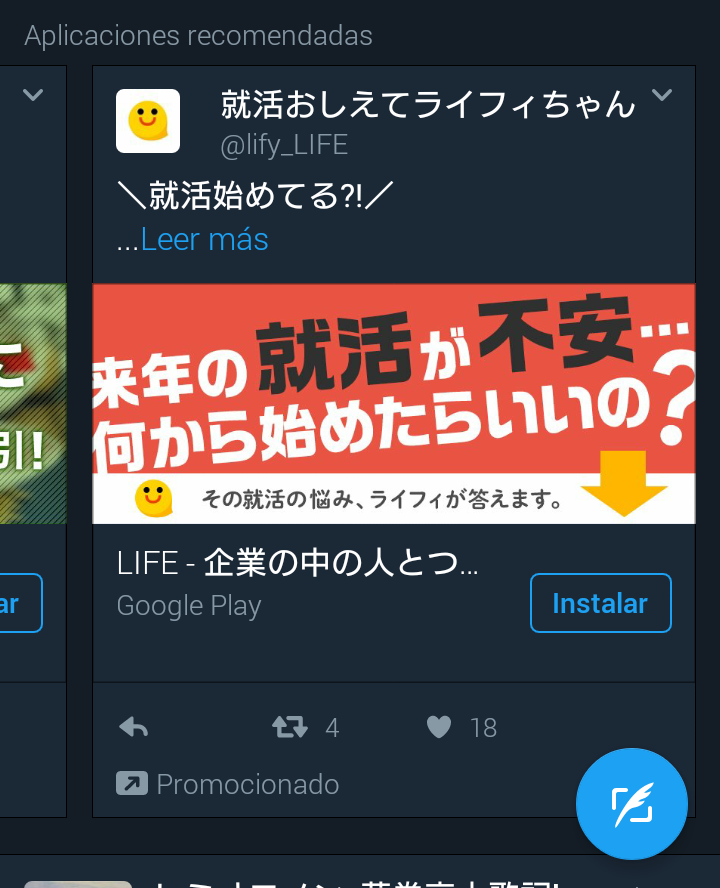 Aplicaciones recomendadas
就活おしえてライフィちゃん
@lify_LIFE
＼就活始めてる?!／
...Leer más
来年の就活が不安…
何から始めたらいいの?
その就活の悩み、ライフィが答えます。
引!
LIFE - 企業の中の人とつ...
Google Play
ar
Instalar
4
18
Promocionado